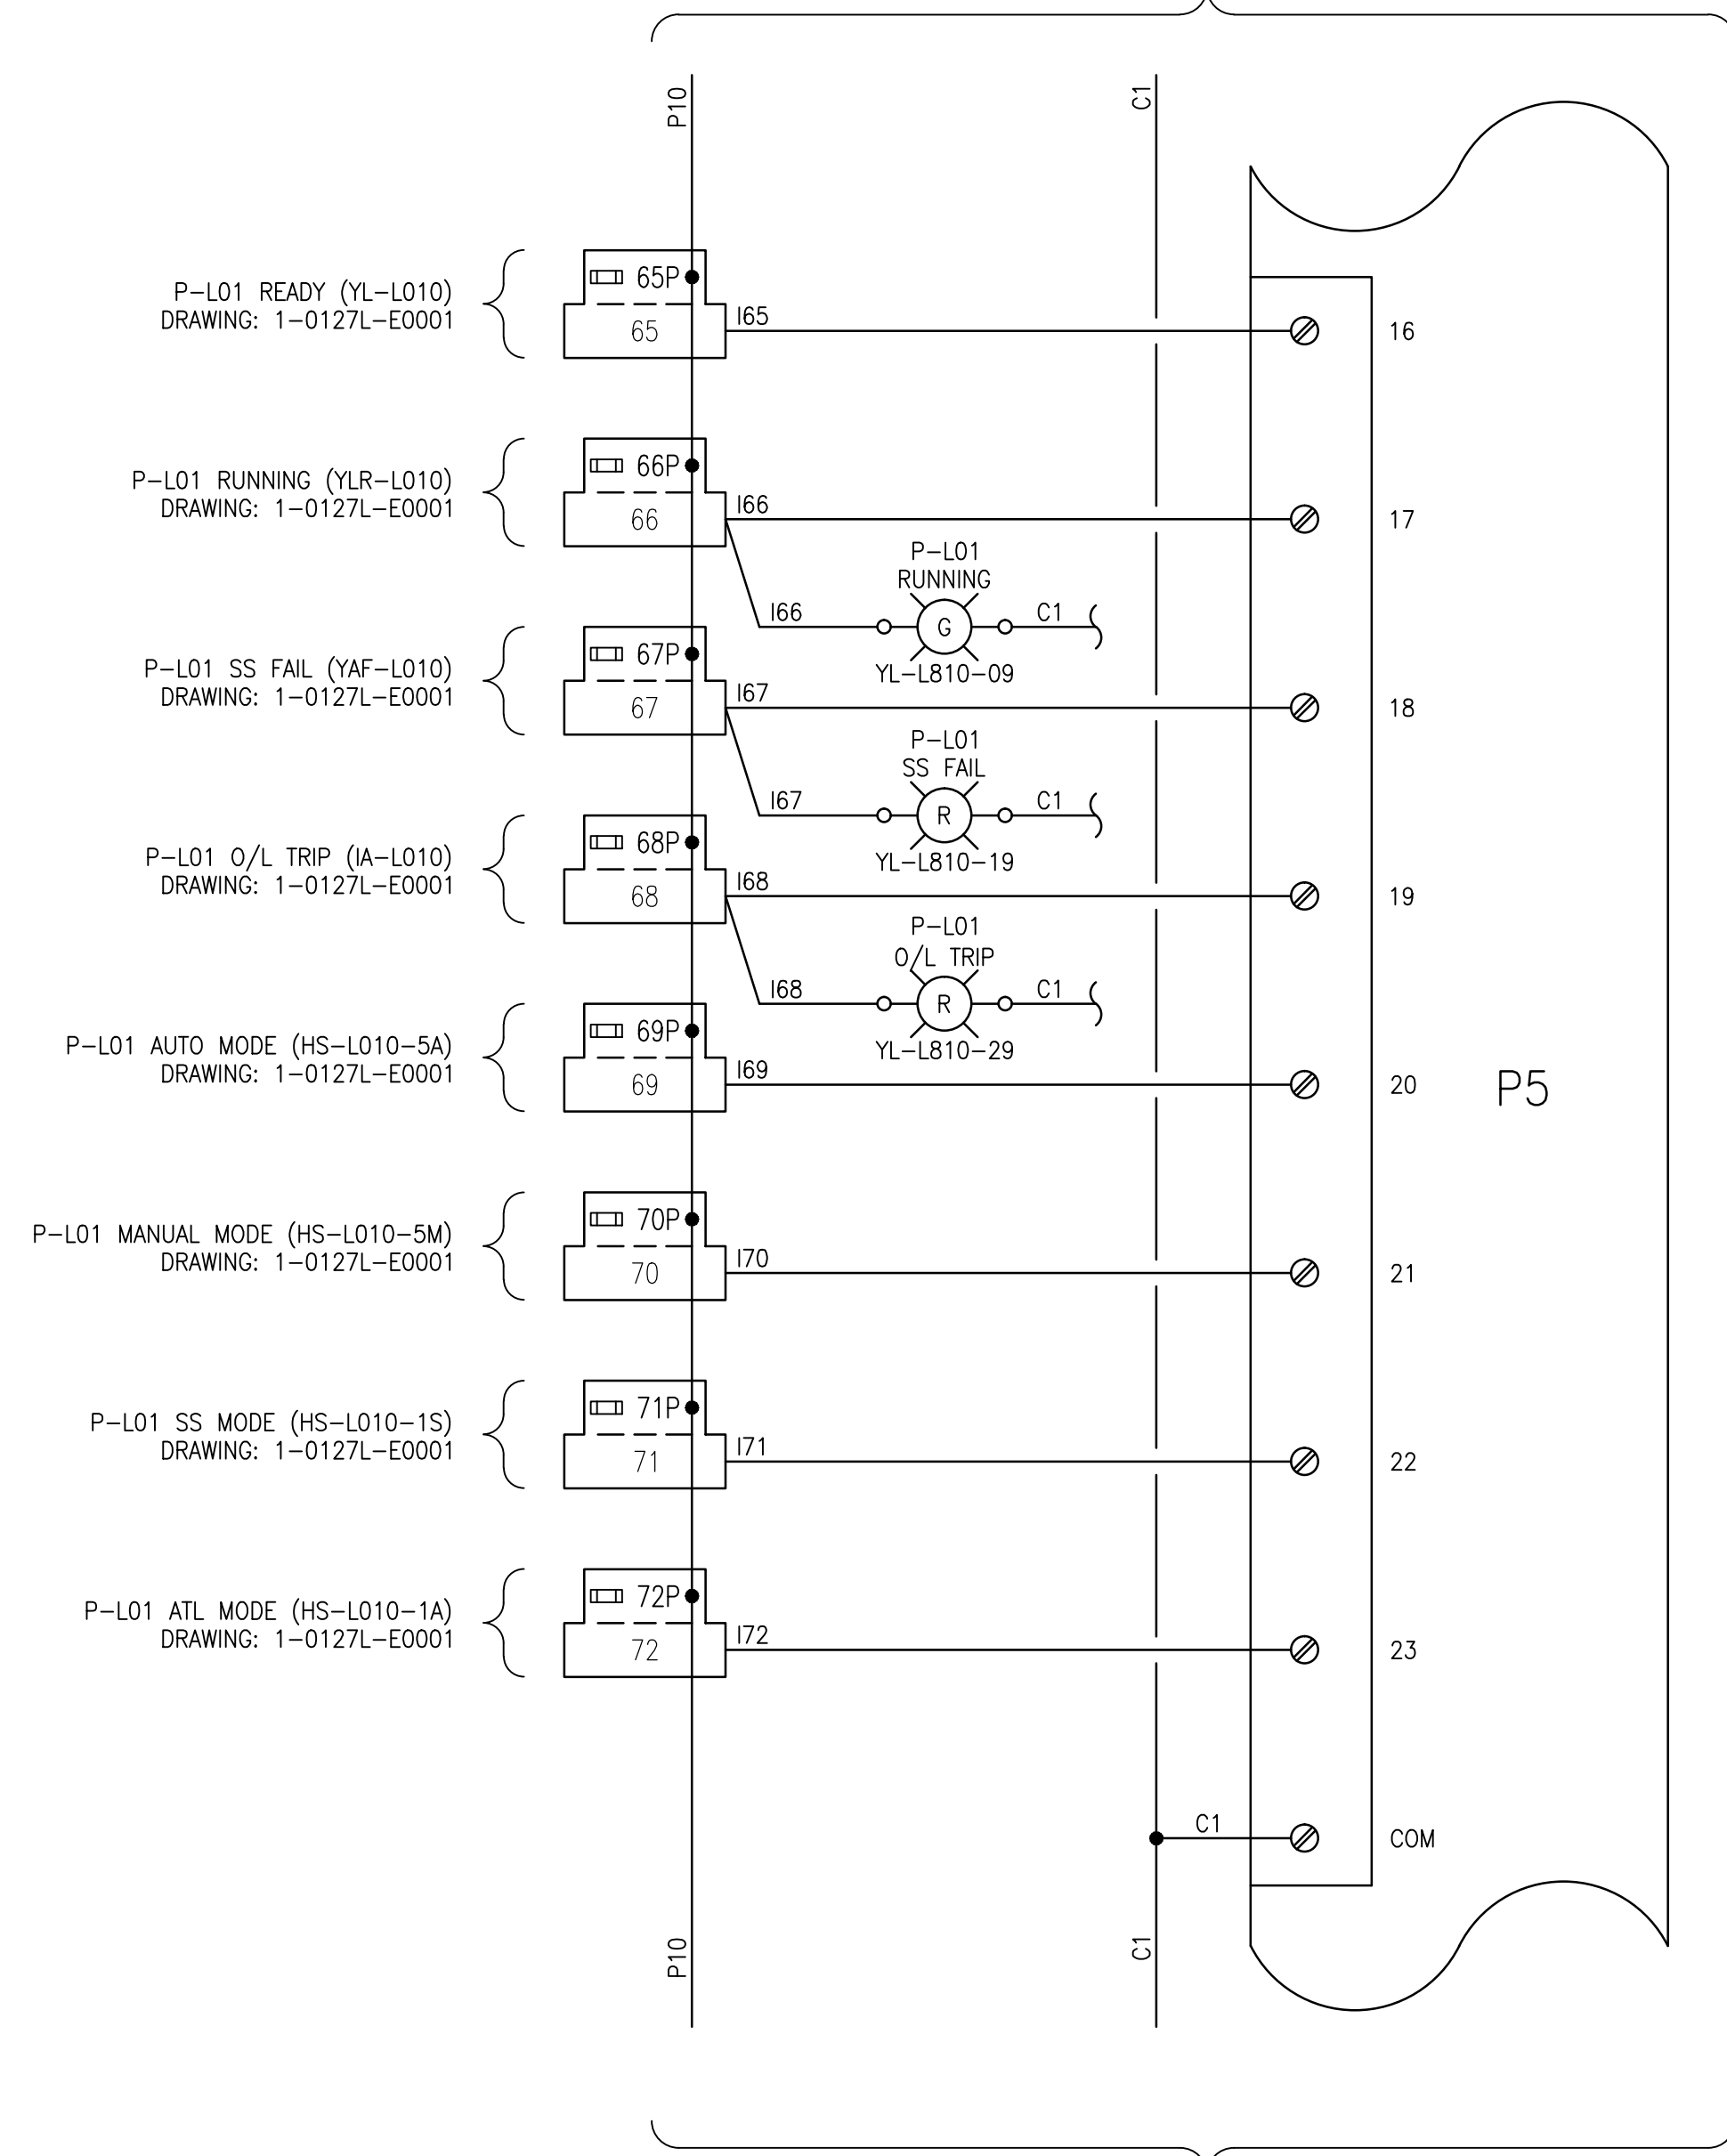 P10
C1
P-L01 READY (YL-L010)
DRAWING: 1-0127L-E0001
65P
65
I65
16
P-L01 RUNNING (YLR-L010)
DRAWING: 1-0127L-E0001
66P
66
I66
17
P-L01
RUNNING
I66
G
C1
YL-L810-09
P-L01 SS FAIL (YAF-L010)
DRAWING: 1-0127L-E0001
67P
67
I67
18
P-L01
SS FAIL
I67
R
C1
YL-L810-19
P-L01 O/L TRIP (IA-L010)
DRAWING: 1-0127L-E0001
68P
68
I68
19
P-L01
O/L TRIP
I68
R
C1
YL-L810-29
P-L01 AUTO MODE (HS-L010-5A)
DRAWING: 1-0127L-E0001
69P
69
I69
20
P5
P-L01 MANUAL MODE (HS-L010-5M)
DRAWING: 1-0127L-E0001
70P
70
I70
21
P-L01 SS MODE (HS-L010-1S)
DRAWING: 1-0127L-E0001
71P
71
I71
22
P-L01 ATL MODE (HS-L010-1A)
DRAWING: 1-0127L-E0001
72P
72
I72
23
C1
COM
P10
C1